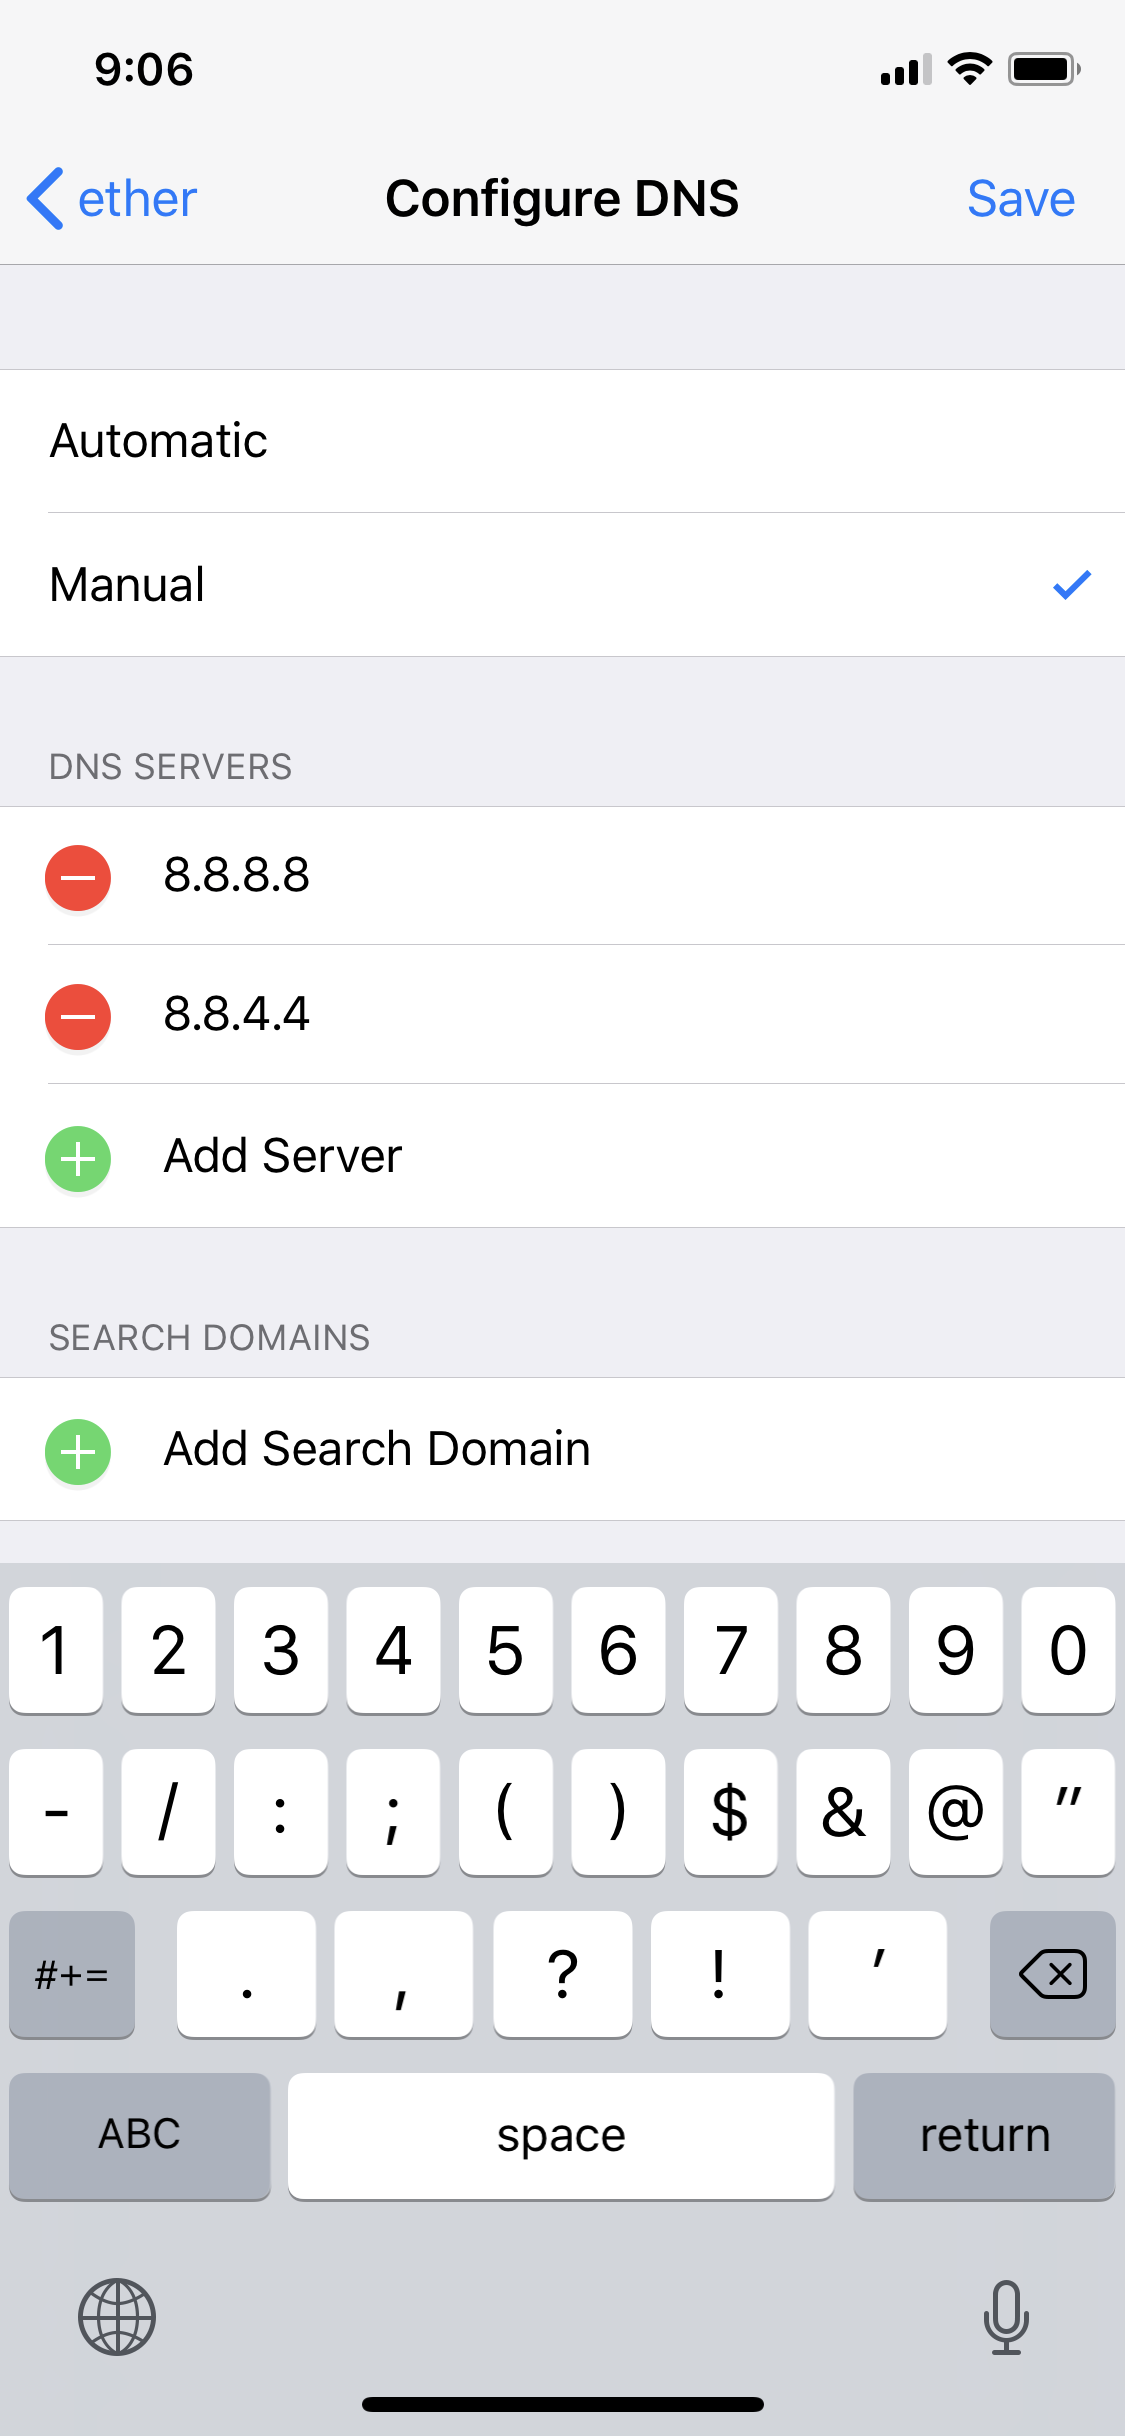 9:06
ether Configure DNS Save
Automatic
Manual
DNS SERVERS
8.8.8.8
8.8.4.4
Add Server
SEARCH DOMAINS
Add Search Domain
1 2 3 4 5 6 7 8 9 0
- / : ; ( ) $ & @ "
#+= . , ? ! '
ABC space return